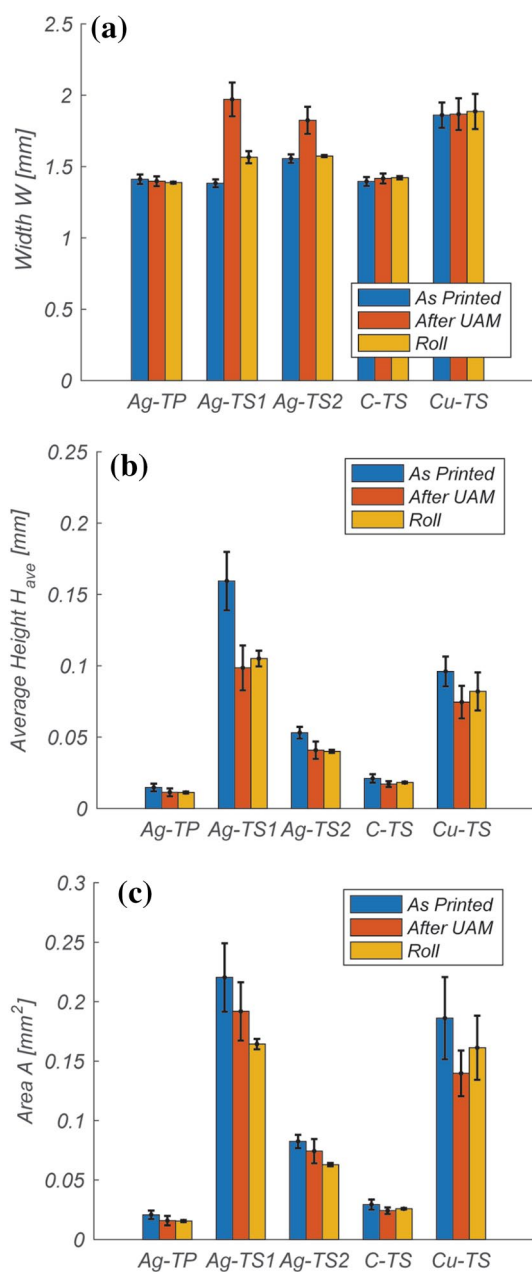 (a)
Width W [mm]
2
1.5
1
0.5
0
As Printed
After UAM
Roll
Ag-TP Ag-TS1 Ag-TS2 C-TS Cu-TS
(b)
Average Height H_ave [mm]
0.25
0.2
0.15
0.1
0.05
0
As Printed
After UAM
Roll
Ag-TP Ag-TS1 Ag-TS2 C-TS Cu-TS
(c)
Area A [mm²]
0.3
0.25
0.2
0.15
0.1
0.05
0
As Printed
After UAM
Roll
Ag-TP Ag-TS1 Ag-TS2 C-TS Cu-TS